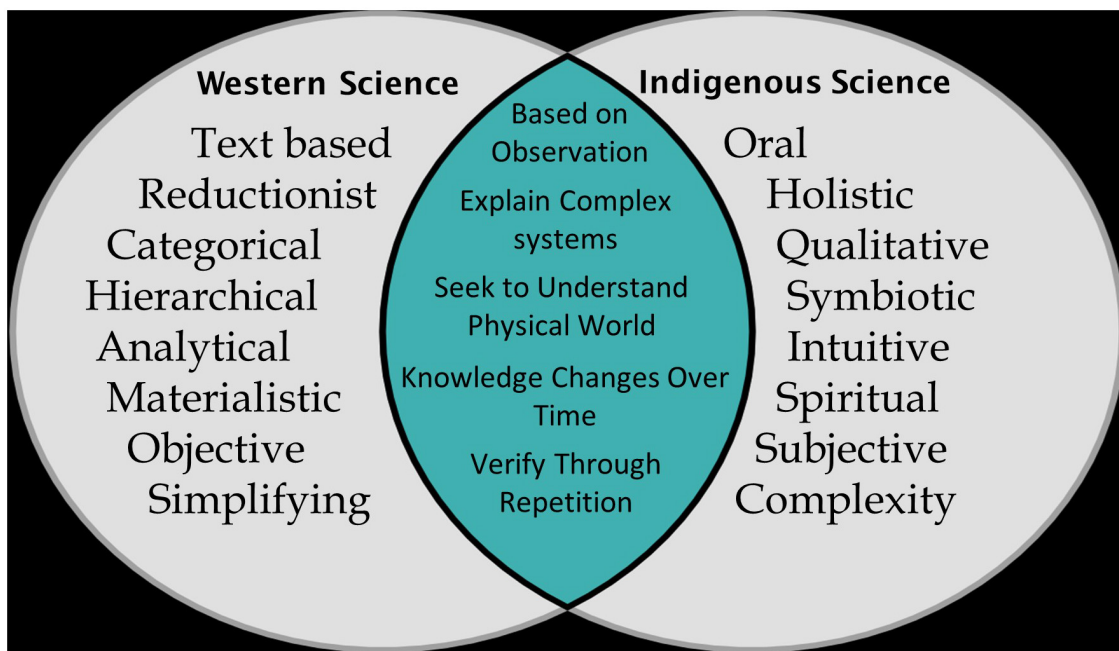 Western Science
Text based
Reductionist
Categorical
Hierarchical
Analytical
Materialistic
Objective
Simplifying
Based on
Observation
Explain Complex
systems
Seek to Understand
Physical World
Knowledge Changes Over
Time
Verify Through
Repetition
Indigenous Science
Oral
Holistic
Qualitative
Symbiotic
Intuitive
Spiritual
Subjective
Complexity